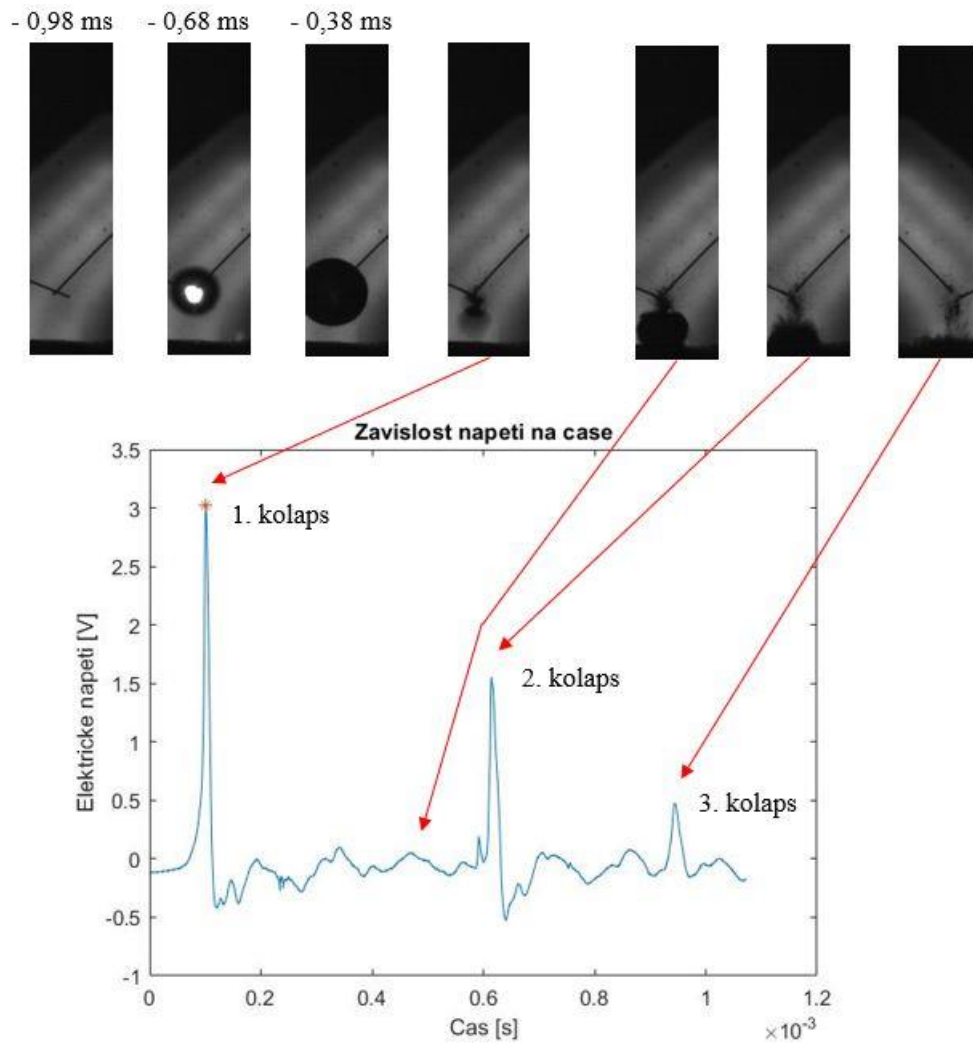 - 0,98 ms
- 0,68 ms
- 0,38 ms
Zavislost napeti na case
3.5
3
2.5
2
1.5
1
0.5
0
-0.5
-1
Elektricke napeti [V]
1. kolaps
2. kolaps
3. kolaps
0
0.2
0.4
0.6
0.8
1
1.2
Cas [s]
×10⁻³